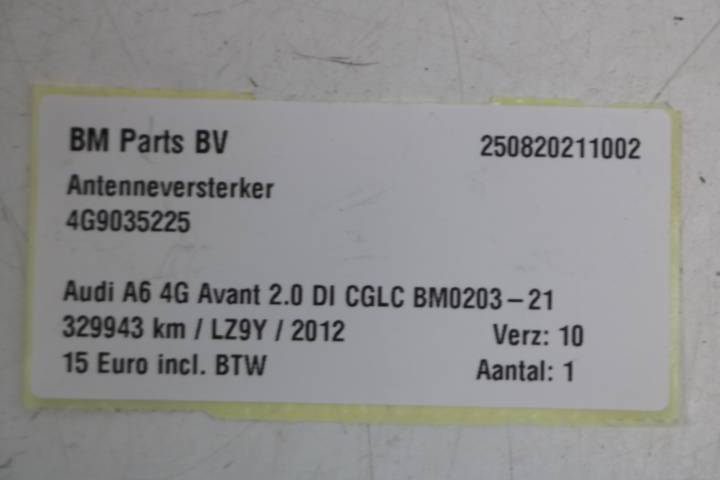 BM Parts BV 250820211002
Antenneversterker
4G9035225
Audi A6 4G Avant 2.0 DI CGLC BM0203-21
329943 km / LZ9Y / 2012 Verz: 10
15 Euro incl. BTW Aantal: 1